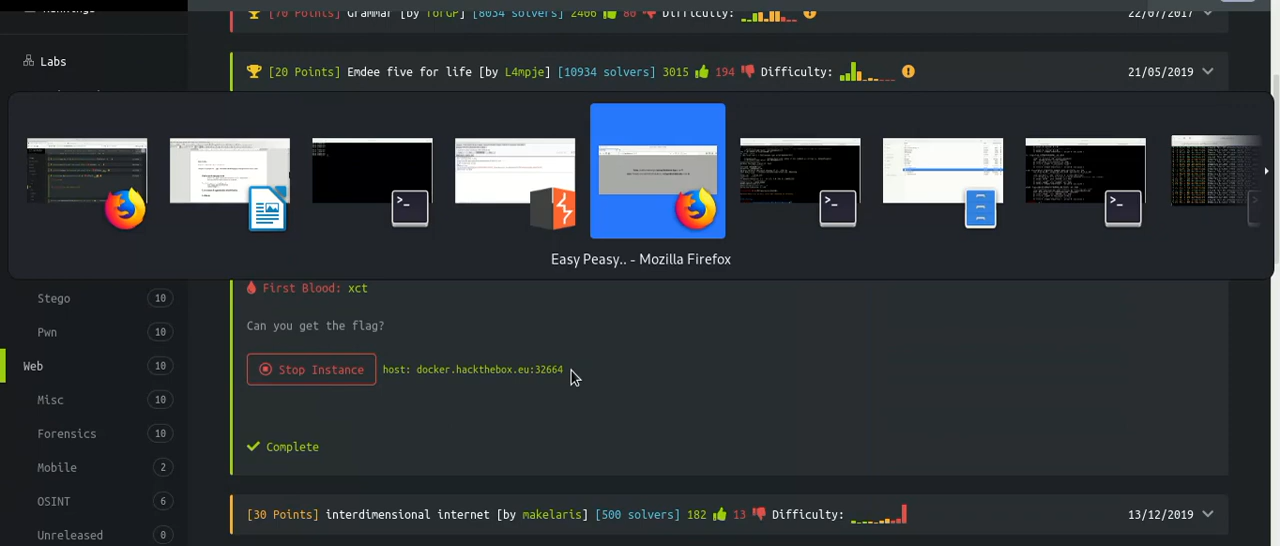 [70 Points] Grammar [by forGP] [8034 solvers] 2406 80 Difficulty: 22/07/2017
Labs
[20 Points] Emdee five for life [by L4mpje] [10934 solvers] 3015 194 Difficulty: 21/05/2019
Easy Peasy.. - Mozilla Firefox
First Blood: xct
Stego 10
Can you get the flag?
Pwn 10
Web 10
Stop Instance host: docker.hackthebox.eu:32664
Misc 10
Forensics 10
Complete
Mobile 2
OSINT 6
[30 Points] interdimensional internet [by makelaris] [500 solvers] 182 13 Difficulty: 13/12/2019
Unreleased 0